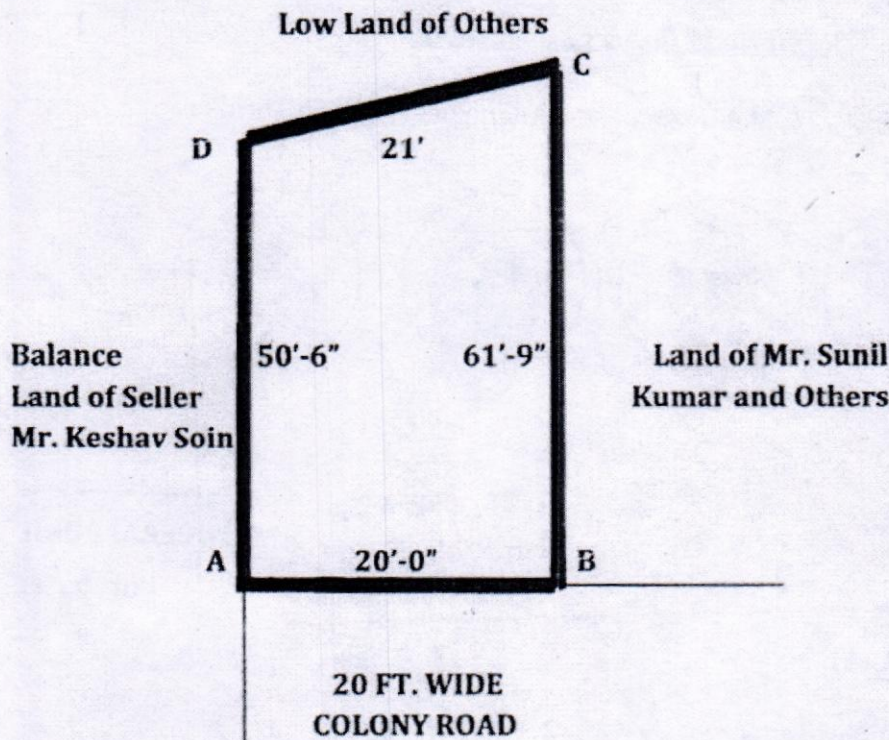 Low Land of Others
C
D
21'
Balance
Land of Seller
Mr. Keshav Soin
50'-6"
61'-9"
Land of Mr. Sunil
Kumar and Others
A
20'-0"
B
20 FT. WIDE
COLONY ROAD